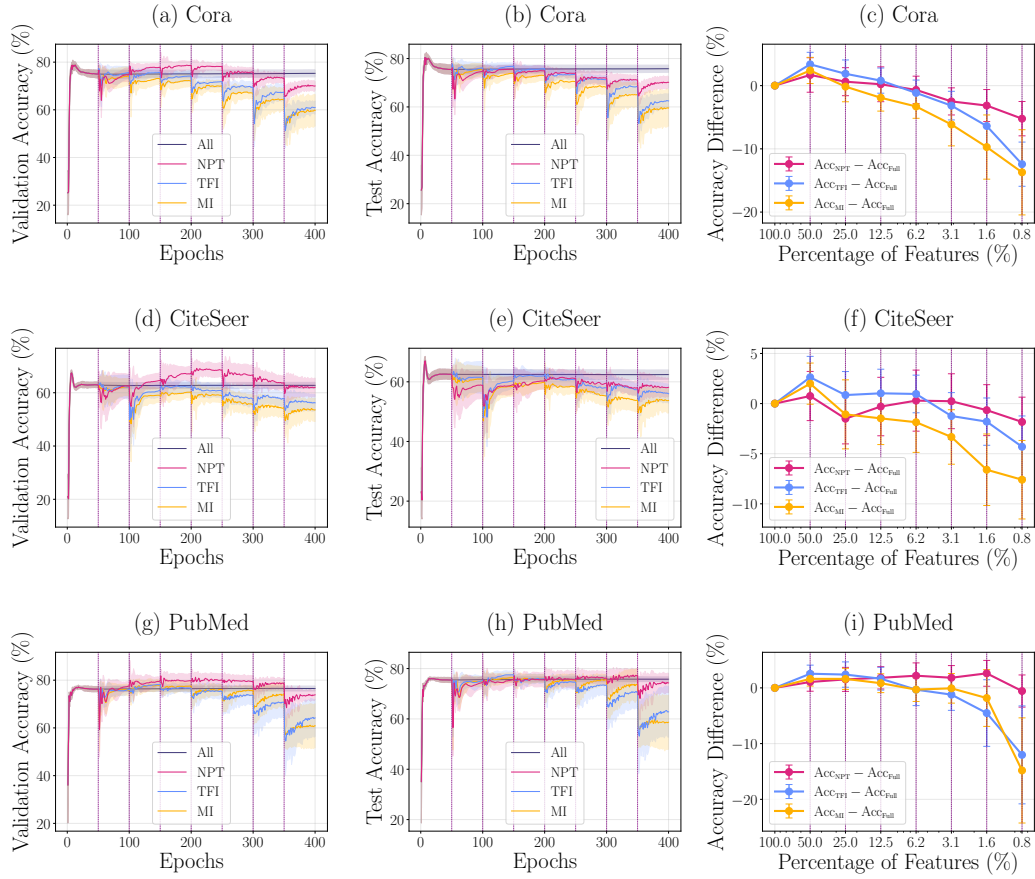 (a) Cora
Validation Accuracy (%)
80
60
40
20
All
NPT
TFI
MI
0
100
200
300
400
Epochs
(b) Cora
Test Accuracy (%)
80
60
40
20
All
NPT
TFI
MI
0
100
200
300
400
Epochs
(c) Cora
Accuracy Difference (%)
0
−10
−20
Acc_NPT − Acc_Full
Acc_TFI − Acc_Full
Acc_MI − Acc_Full
100.0
50.0
25.0
12.5
6.2
3.1
1.6
0.8
Percentage of Features (%)
(d) CiteSeer
Validation Accuracy (%)
60
40
20
All
NPT
TFI
MI
0
100
200
300
400
Epochs
(e) CiteSeer
Test Accuracy (%)
60
40
20
All
NPT
TFI
MI
0
100
200
300
400
Epochs
(f) CiteSeer
Accuracy Difference (%)
5
0
−5
−10
Acc_NPT − Acc_Full
Acc_TFI − Acc_Full
Acc_MI − Acc_Full
100.0
50.0
25.0
12.5
6.2
3.1
1.6
0.8
Percentage of Features (%)
(g) PubMed
Validation Accuracy (%)
80
60
40
20
All
NPT
TFI
MI
0
100
200
300
400
Epochs
(h) PubMed
Test Accuracy (%)
80
60
40
20
All
NPT
TFI
MI
0
100
200
300
400
Epochs
(i) PubMed
Accuracy Difference (%)
0
−10
−20
Acc_NPT − Acc_Full
Acc_TFI − Acc_Full
Acc_MI − Acc_Full
100.0
50.0
25.0
12.5
6.2
3.1
1.6
0.8
Percentage of Features (%)